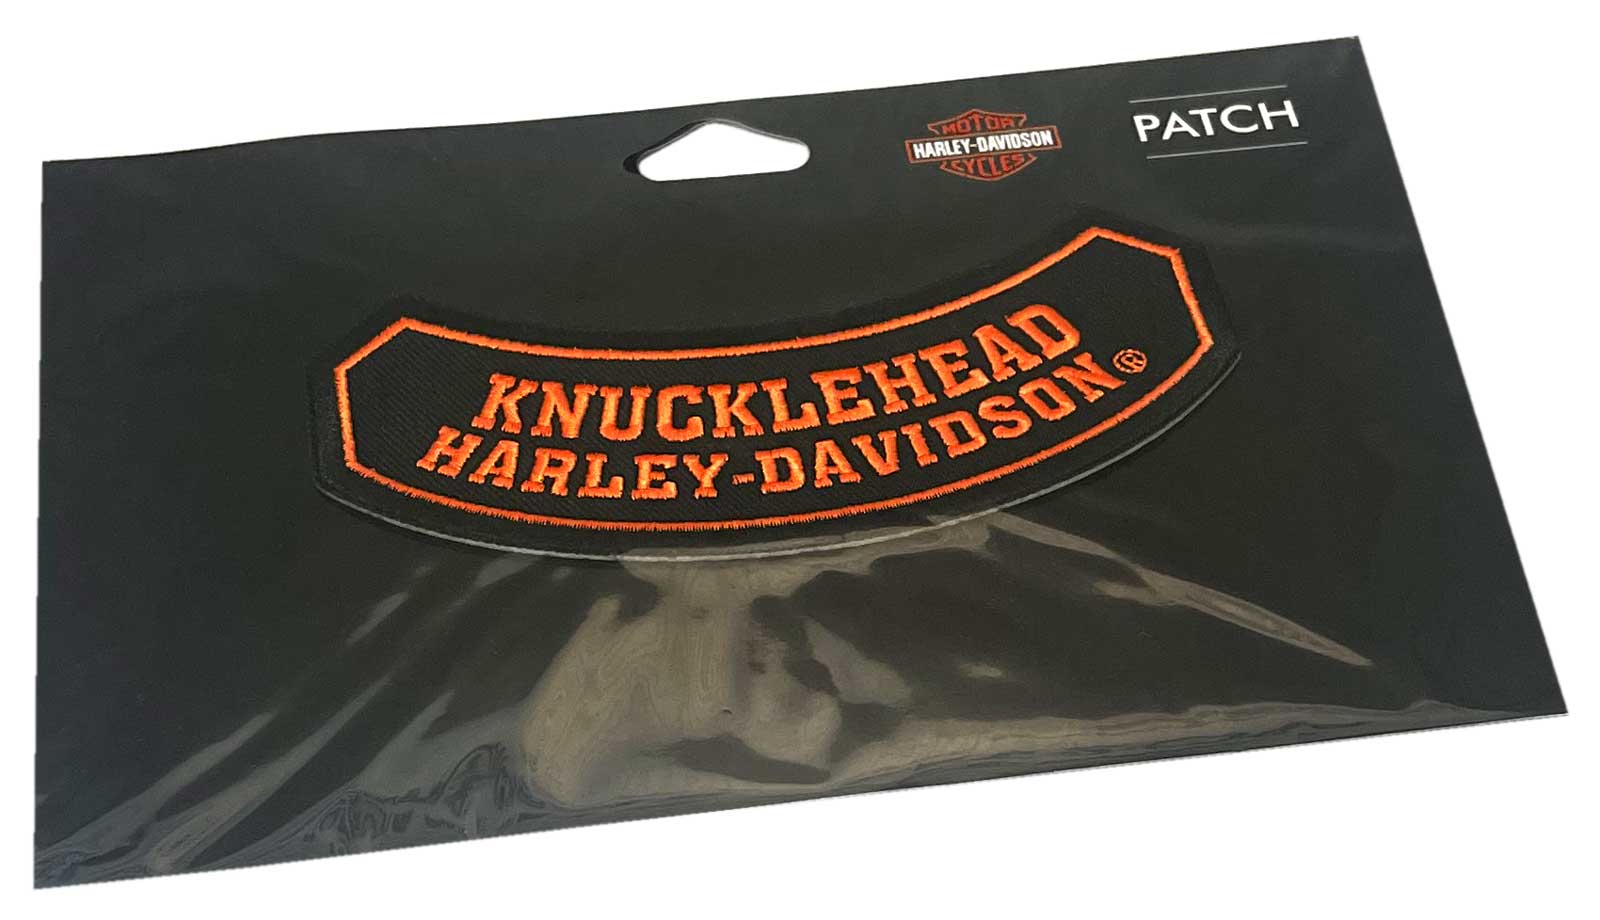 MOTOR
HARLEY-DAVIDSON
CYCLES
PATCH
KNUCKLEHEAD
HARLEY-DAVIDSON®